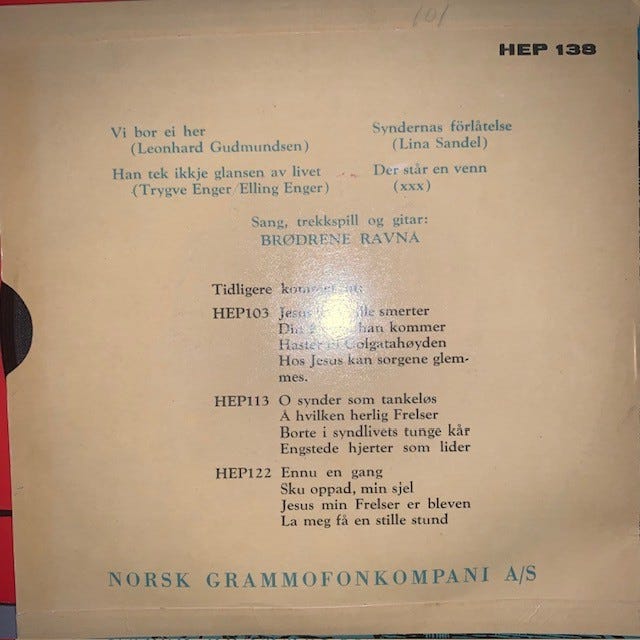 101
HEP 138
Vi bor ei her
(Leonhard Gudmundsen)
Han tek ikkje glansen av livet
(Trygve Enger/Elling Enger)
Syndernas förlåtelse
(Lina Sandel)
Der står en venn
(xxx)
Sang, trekkspill og gitar:
BRØDRENE RAVNA
Tidligere
HEP103 smerter
han kommer
Golgatahøyden
Hos Jesus kan sorgene glem-
mes.
HEP113 O synder som tankeløs
Å hvilken herlig Frelser
Borte i syndlivets tunge kår
Engstede hjerter som lider
HEP122 Ennu en gang
Sku oppad, min sjel
Jesus min Frelser er bleven
La meg få en stille stund
NORSK GRAMMOFONKOMPANI A/S